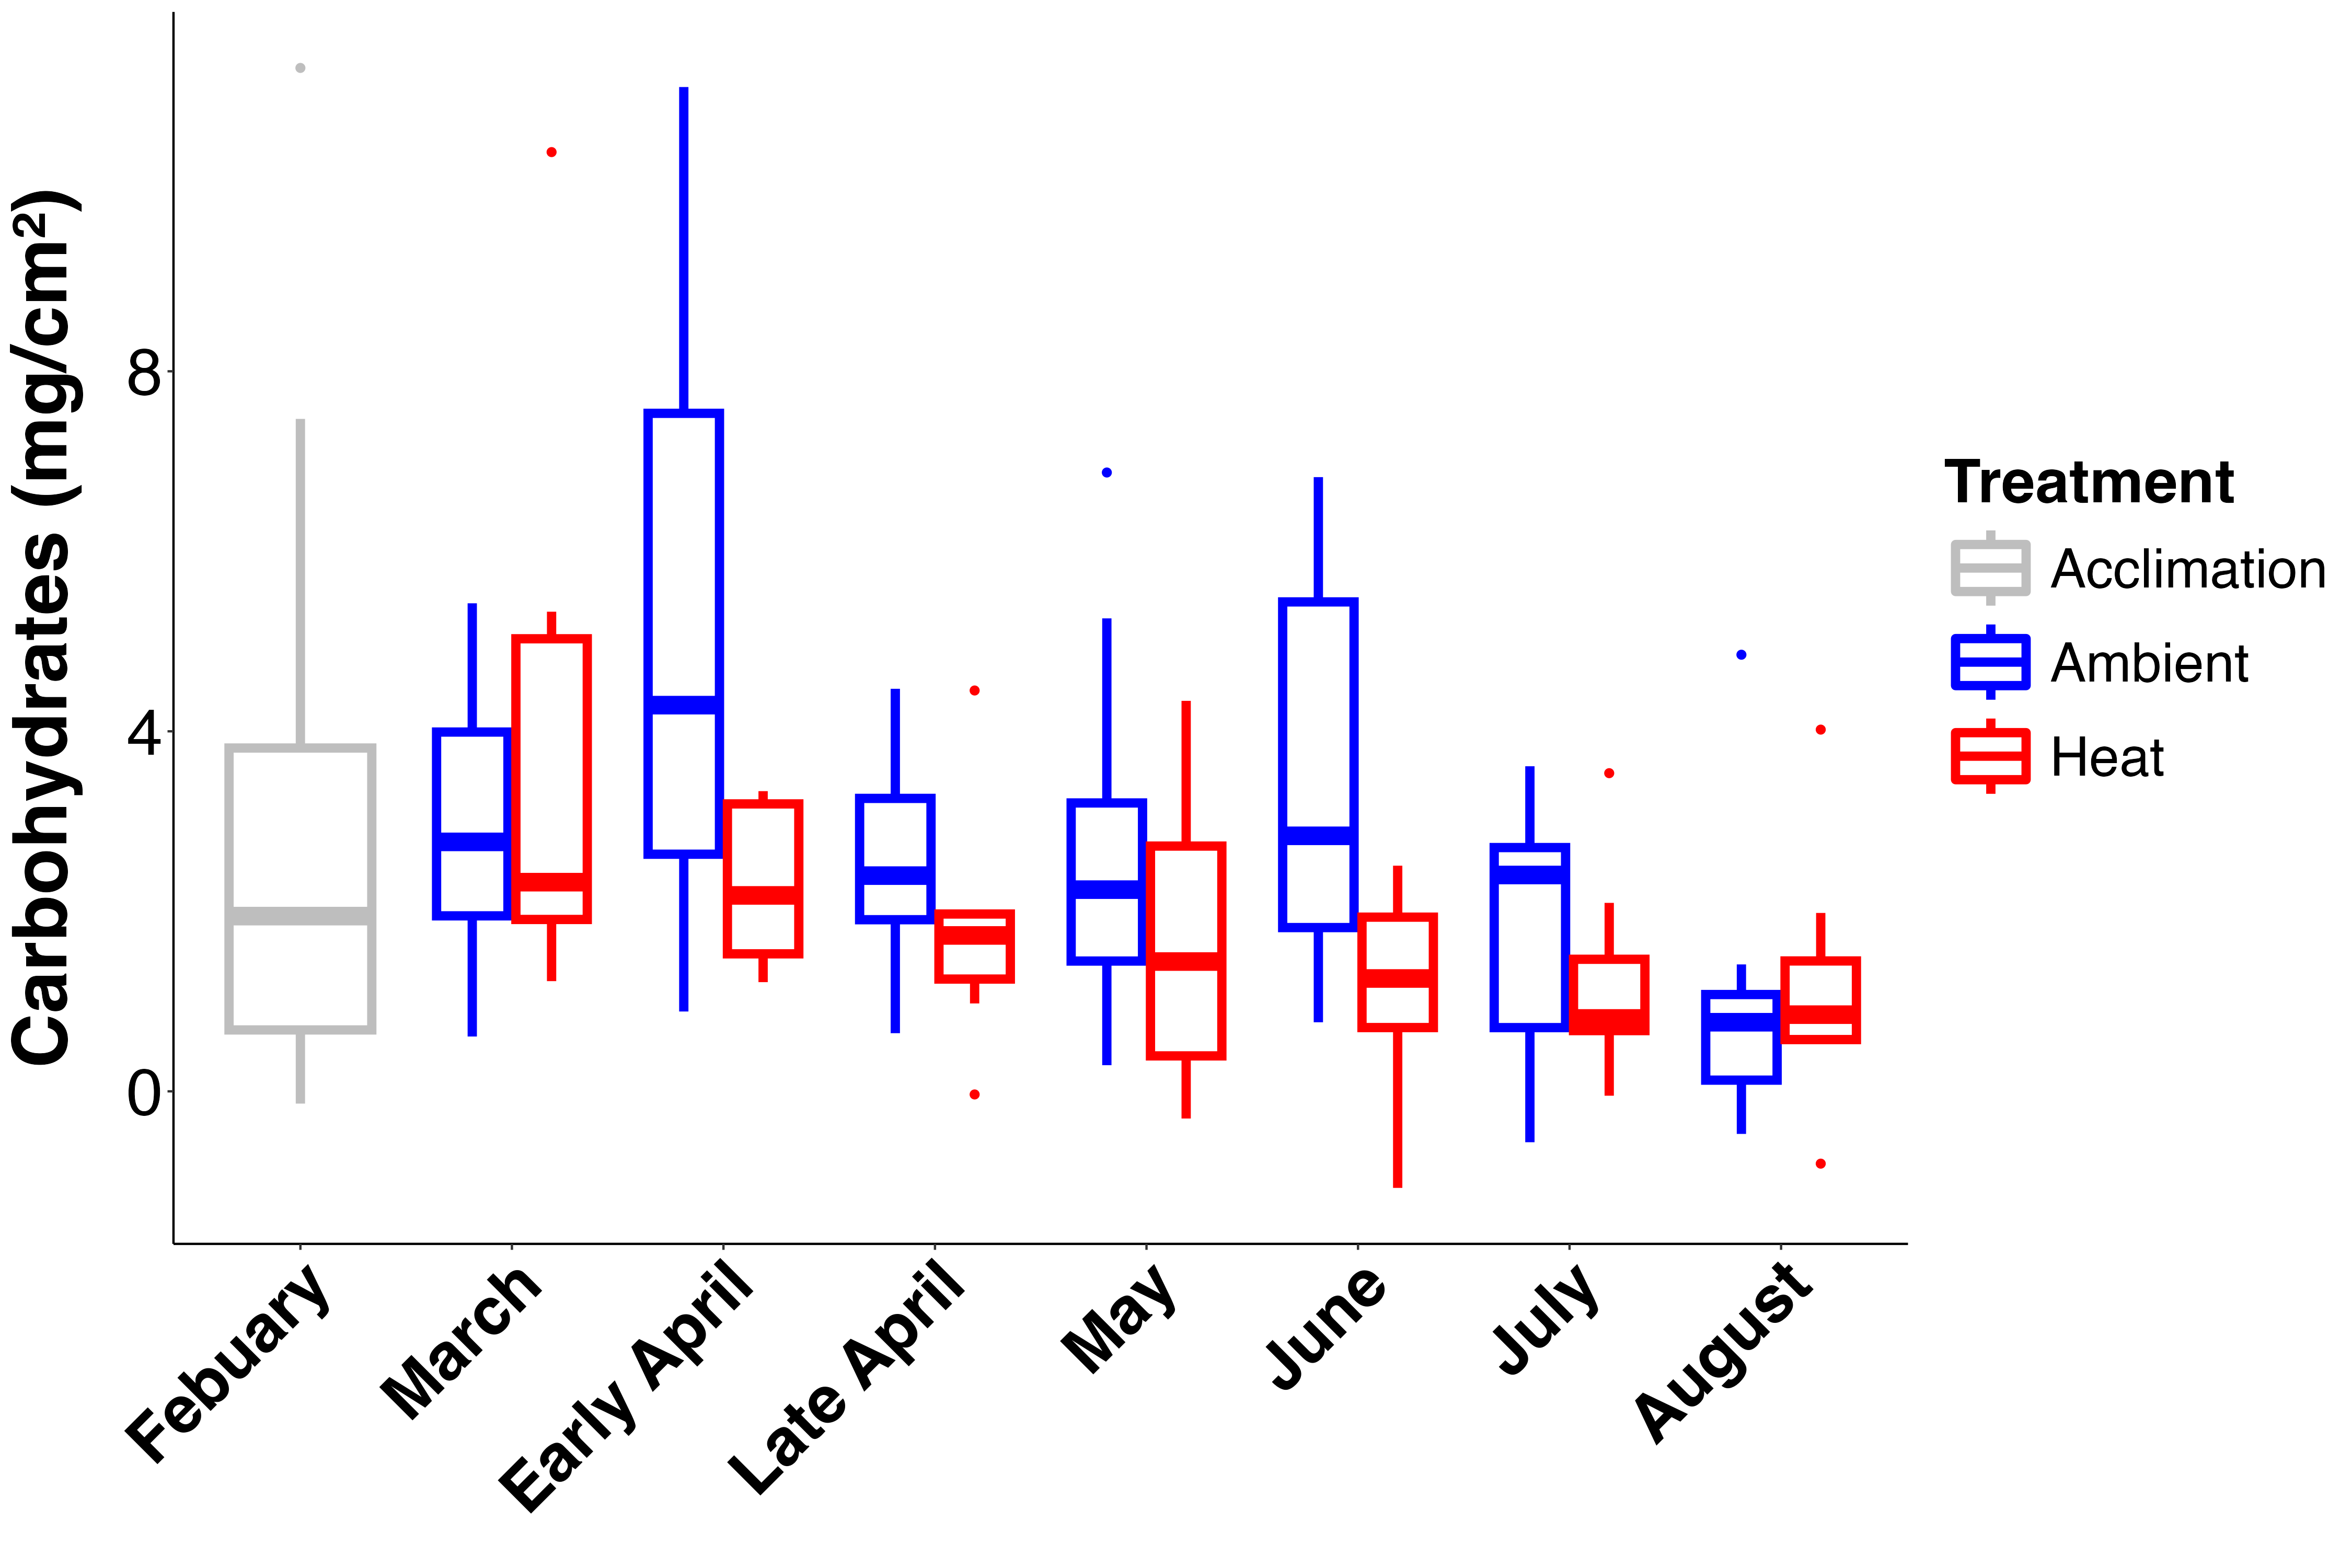 Carbohydrates (mg/cm²)
8
4
0
Febuary
March
Early April
Late April
May
June
July
August
Treatment
Acclimation
Ambient
Heat